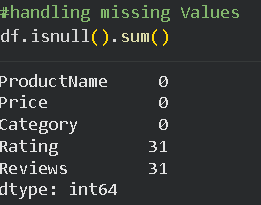 #handling missing Values
df.isnull().sum()
ProductName 0
Price 0
Category 0
Rating 31
Reviews 31
dtype: int64